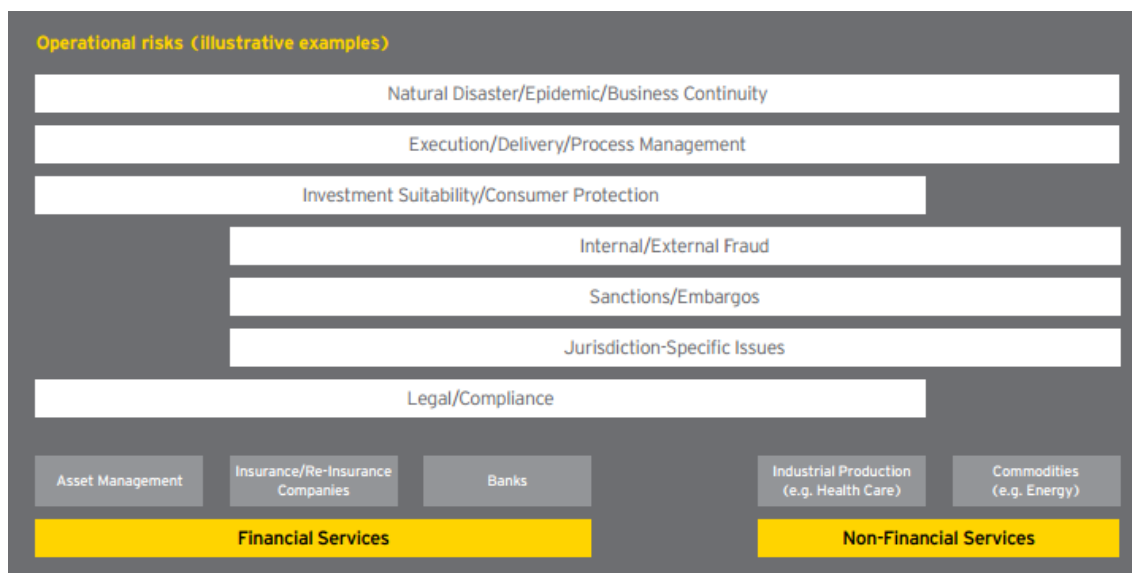 Operational risks (illustrative examples)
Natural Disaster/Epidemic/Business Continuity
Execution/Delivery/Process Management
Investment Suitability/Consumer Protection
Internal/External Fraud
Sanctions/Embargos
Jurisdiction-Specific Issues
Legal/Compliance
Asset Management
Insurance/Re-Insurance
Companies
Banks
Industrial Production
(e.g. Health Care)
Commodities
(e.g. Energy)
Financial Services
Non-Financial Services